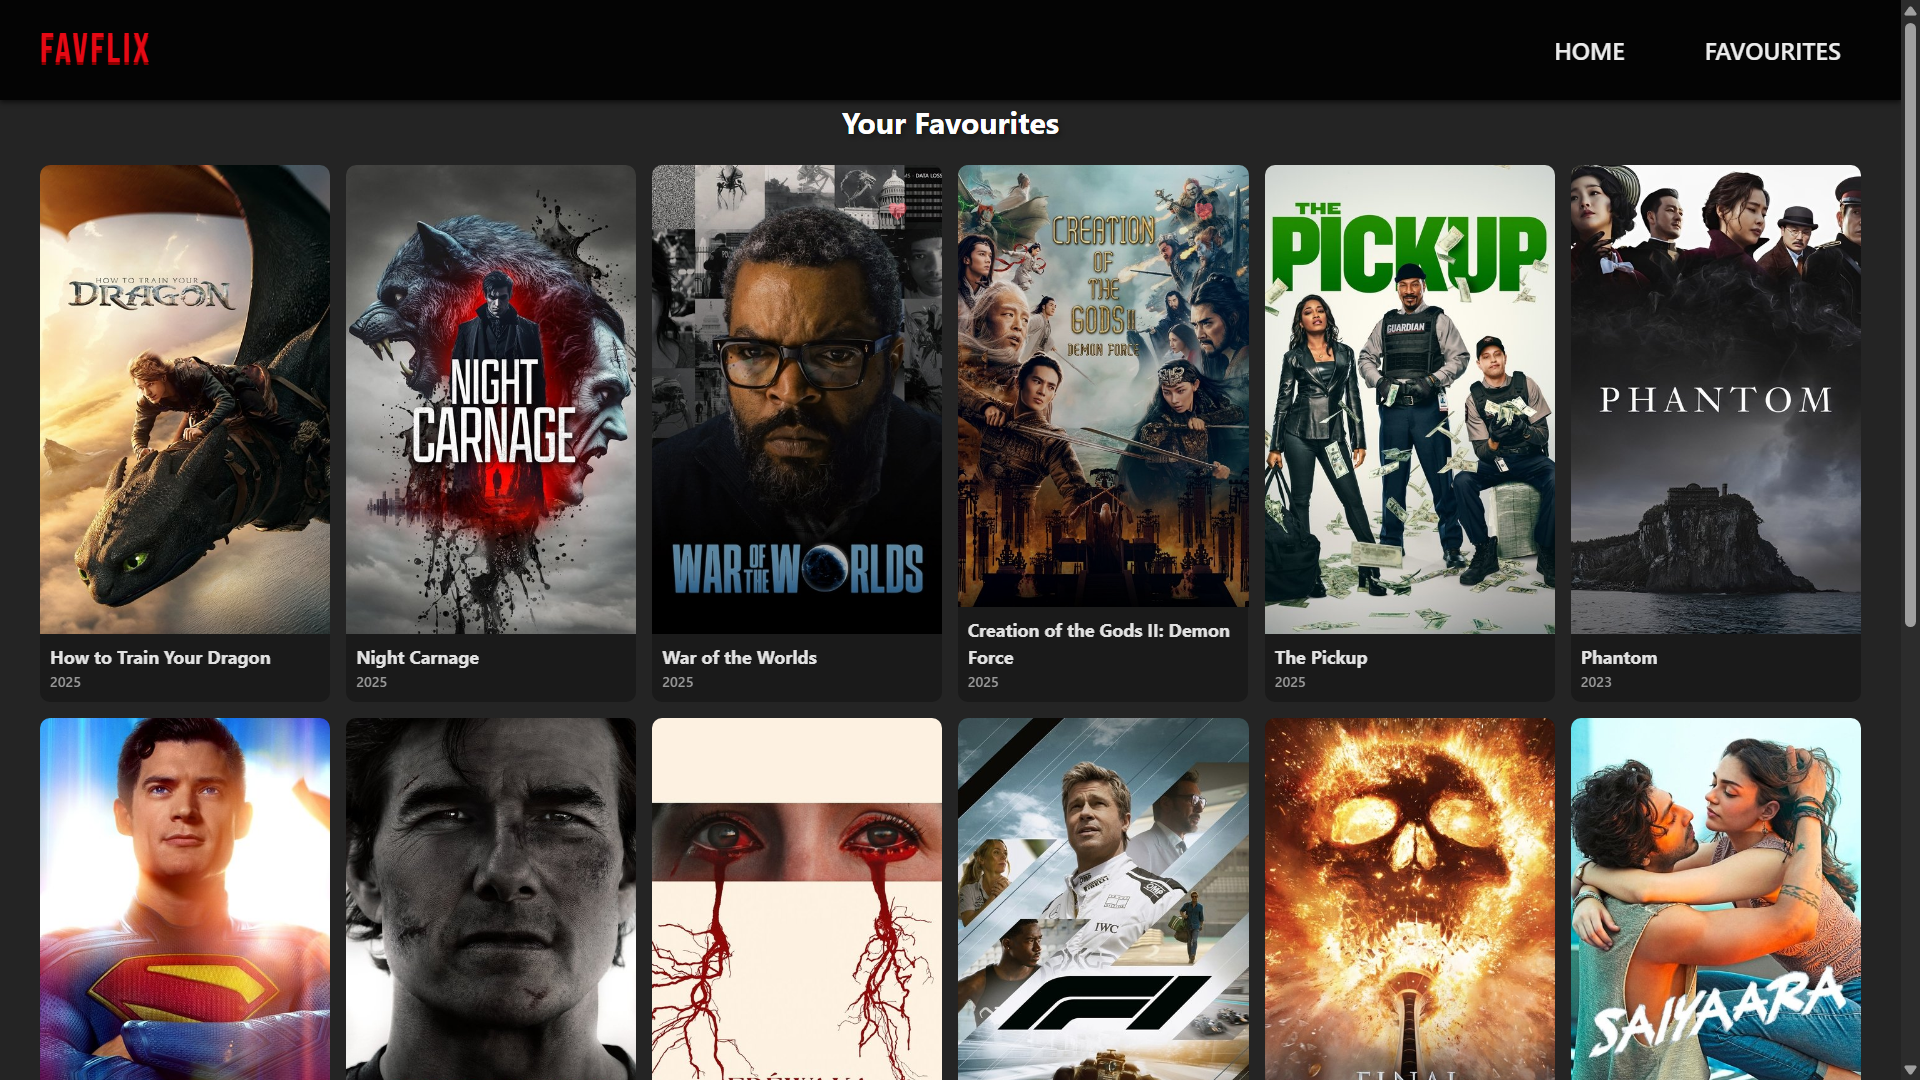 FAVFLIX
HOME
FAVOURITES
Your Favourites
HOW TO TRAIN YOUR
DRAGON
NIGHT
CARNAGE
DATA LOSS
WAR OF THE WORLDS
CREATION
OF
THE
GODS II
DEMON FORCE
THE
PICKUP
GUARDIAN
PHANTOM
How to Train Your Dragon
2025
Night Carnage
2025
War of the Worlds
2025
Creation of the Gods II: Demon
Force
2025
The Pickup
2025
Phantom
2023
IWC
F1
SAIYAARA
FINAL